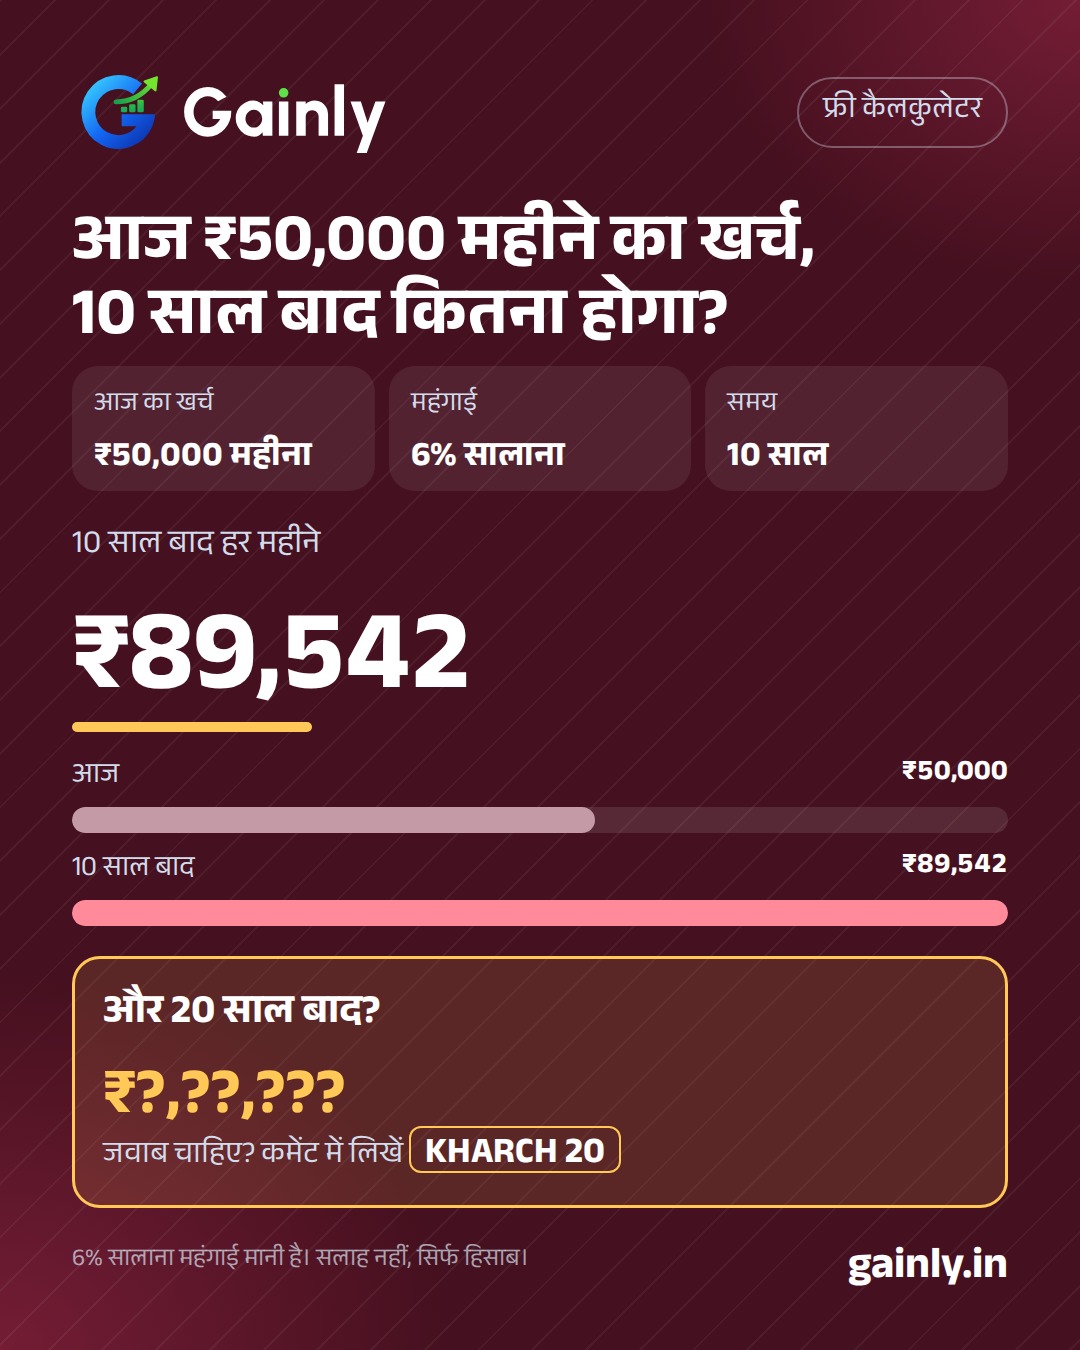 Gainly
फ्री कैलकुलेटर
आज ₹50,000 महीने का खर्च,
10 साल बाद कितना होगा?
आज का खर्च
₹50,000 महीना
महंगाई
6% सालाना
समय
10 साल
10 साल बाद हर महीने
₹89,542
आज ₹50,000
10 साल बाद ₹89,542
और 20 साल बाद?
₹?,??,???
जवाब चाहिए? कमेंट में लिखें KHARCH 20
6% सालाना महंगाई मानी है। सलाह नहीं, सिर्फ हिसाब।
gainly.in